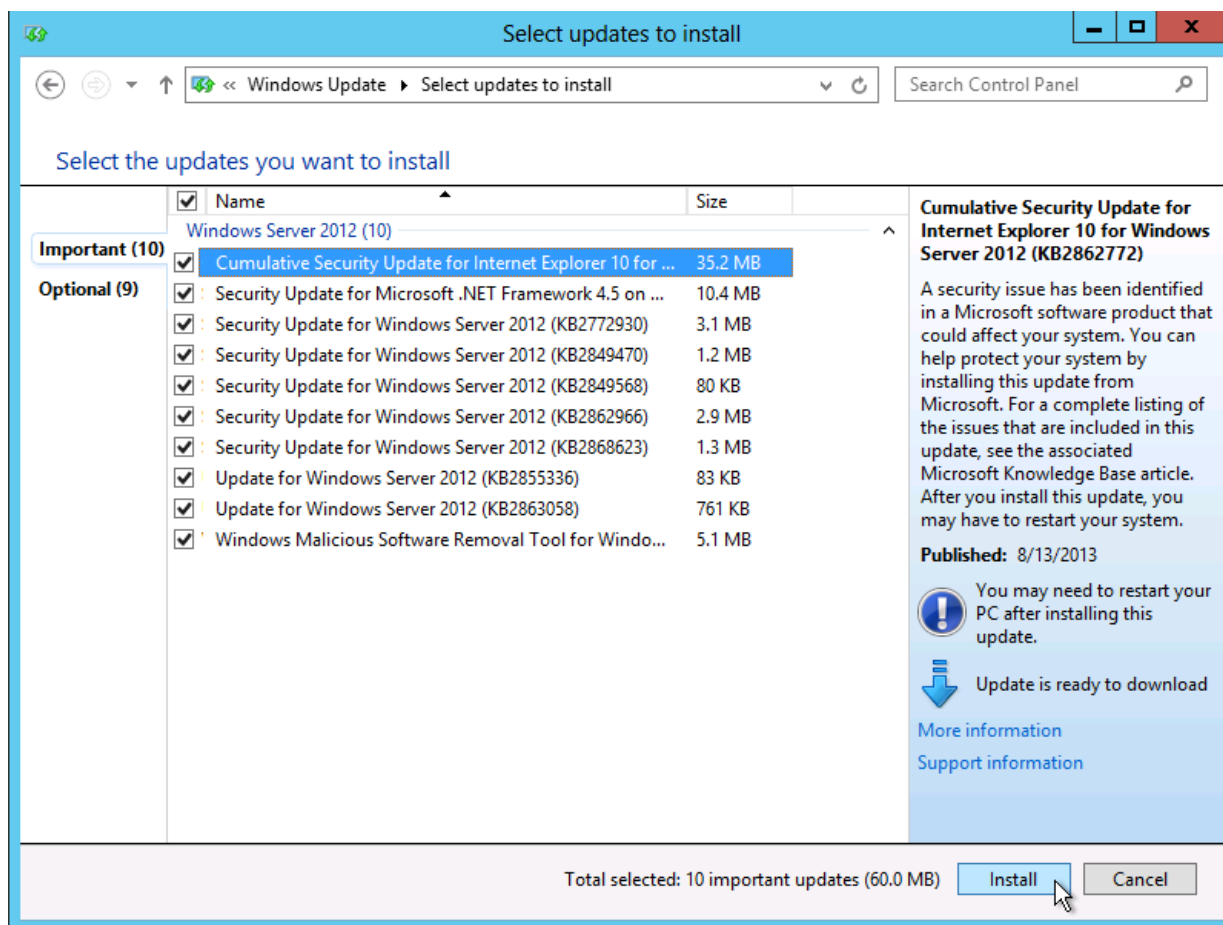 Select updates to install
« Windows Update ▸ Select updates to install
Search Control Panel
Select the updates you want to install
Important (10)
Optional (9)
Name Size
Windows Server 2012 (10)
Cumulative Security Update for Internet Explorer 10 for ... 35.2 MB
Security Update for Microsoft .NET Framework 4.5 on ... 10.4 MB
Security Update for Windows Server 2012 (KB2772930) 3.1 MB
Security Update for Windows Server 2012 (KB2849470) 1.2 MB
Security Update for Windows Server 2012 (KB2849568) 80 KB
Security Update for Windows Server 2012 (KB2862966) 2.9 MB
Security Update for Windows Server 2012 (KB2868623) 1.3 MB
Update for Windows Server 2012 (KB2855336) 83 KB
Update for Windows Server 2012 (KB2863058) 761 KB
Windows Malicious Software Removal Tool for Windo... 5.1 MB
Cumulative Security Update for
Internet Explorer 10 for Windows
Server 2012 (KB2862772)
A security issue has been identified
in a Microsoft software product that
could affect your system. You can
help protect your system by
installing this update from
Microsoft. For a complete listing of
the issues that are included in this
update, see the associated
Microsoft Knowledge Base article.
After you install this update, you
may have to restart your system.
Published: 8/13/2013
You may need to restart your
PC after installing this
update.
Update is ready to download
More information
Support information
Total selected: 10 important updates (60.0 MB)
Install
Cancel